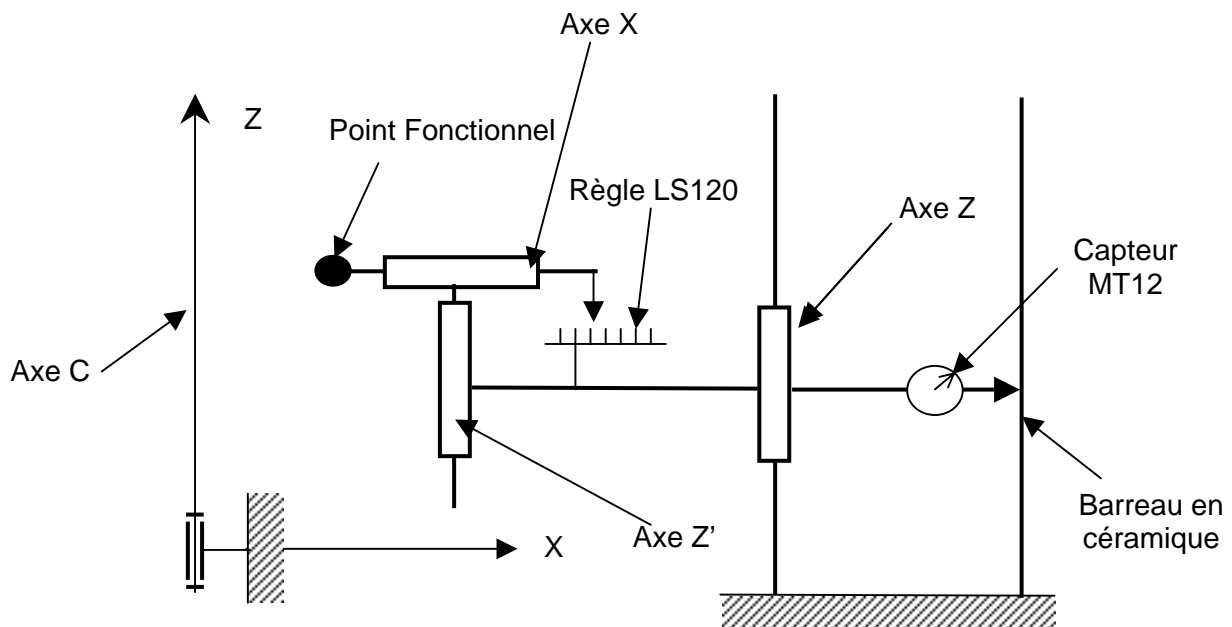 Axe X
Z
Point Fonctionnel
Règle LS120
Axe Z
Capteur
MT12
Axe C
Barreau en
céramique
Axe Z’
X